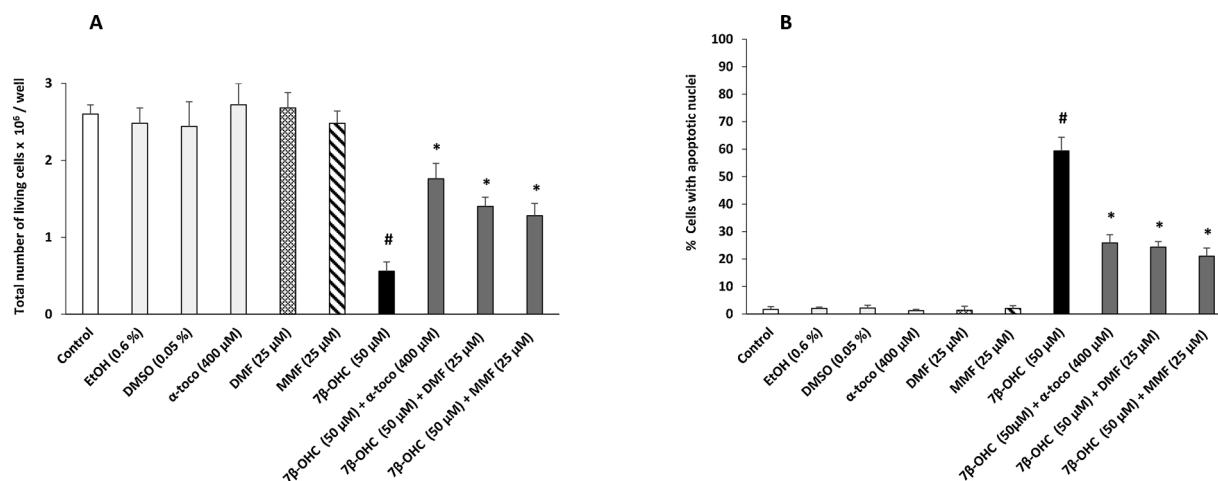 A
Total number of living cells x 10⁶ / well
3
2
1
0
#
*
*
*
Control
EtOH (0.6 %)
DMSO (0.05 %)
α-toco (400 µM)
DMF (25 µM)
MMF (25 µM)
7β-OHC (50 µM)
7β-OHC (50 µM) + α-toco (400 µM)
7β-OHC (50 µM) + DMF (25 µM)
7β-OHC (50 µM) + MMF (25 µM)
B
% Cells with apoptotic nuclei
100
90
80
70
60
50
40
30
20
10
0
#
*
*
*
Control
EtOH (0.6 %)
DMSO (0.05 %)
α-toco (400 µM)
DMF (25 µM)
MMF (25 µM)
7β-OHC (50 µM)
7β-OHC (50µM) + α-toco (400 µM)
7β-OHC (50 µM) + DMF (25 µM)
7β-OHC (50 µM) + MMF (25 µM)